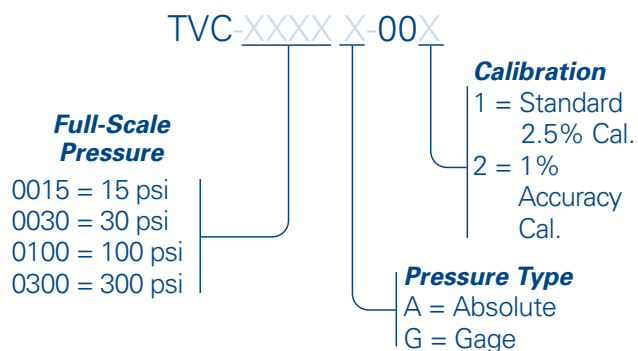 TVC-XXXX X-00X
Calibration
1 = Standard
2.5% Cal.
2 = 1%
Accuracy
Cal.
Full-Scale
Pressure
0015 = 15 psi
0030 = 30 psi
0100 = 100 psi
0300 = 300 psi
Pressure Type
A = Absolute
G = Gage